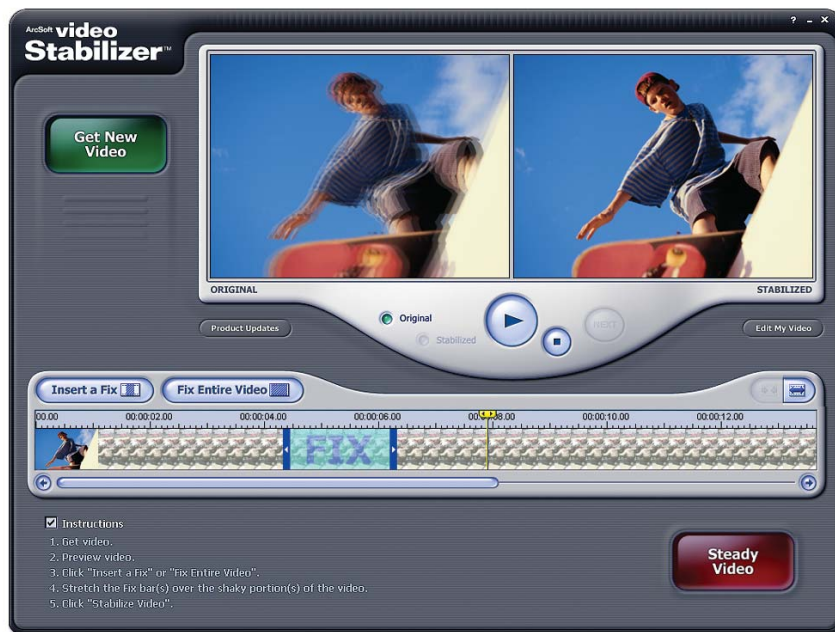 ArcSoft video
Stabilizer™
? – ×
Get New
Video
ORIGINAL
STABILIZED
Product Updates
Original
Stabilized
NEXT
Edit My Video
Insert a Fix
Fix Entire Video
00.00 00:00:02.00 00:00:04.00 00:00:06.00 08.00 00:00:10.00 00:00:12.00
FIX
Instructions
1. Get video.
2. Preview video.
3. Click "Insert a Fix" or "Fix Entire Video".
4. Stretch the Fix bar(s) over the shaky portion(s) of the video.
5. Click "Stabilize Video".
Steady
Video